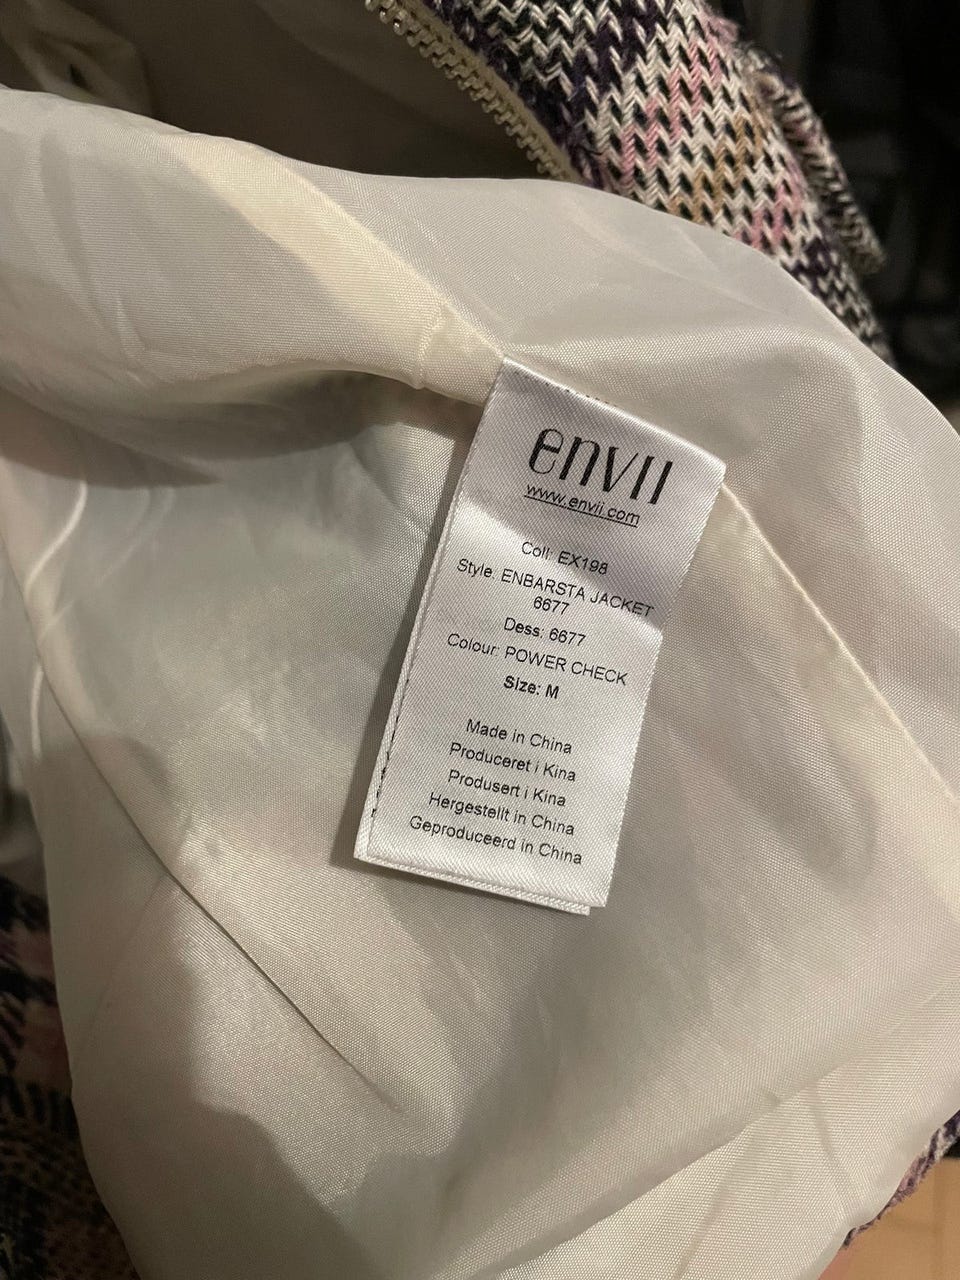 envii
www.envii.com
Coll: EX198
Style: ENBARSTA JACKET
6677
Dess: 6677
Colour: POWER CHECK
Size: M
Made in China
Produceret i Kina
Produsert i Kina
Hergestellt in China
Geproduceerd in China